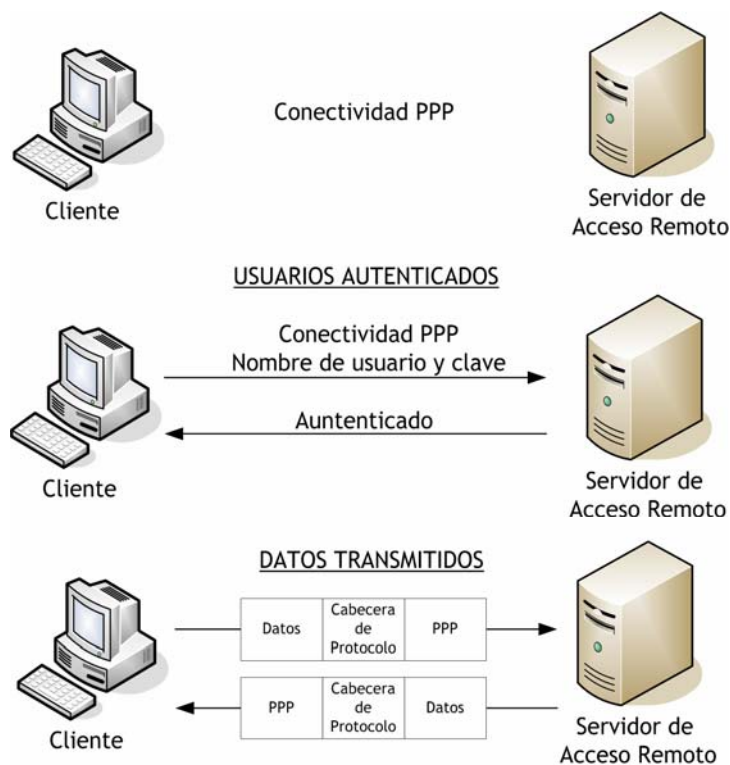 Conectividad PPP
Cliente
Servidor de
Acceso Remoto
USUARIOS AUTENTICADOS
Conectividad PPP
Nombre de usuario y clave
Auntenticado
Cliente
Servidor de
Acceso Remoto
DATOS TRANSMITIDOS
Datos
Cabecera
de
Protocolo
PPP
PPP
Cabecera
de
Protocolo
Datos
Cliente
Servidor de
Acceso Remoto